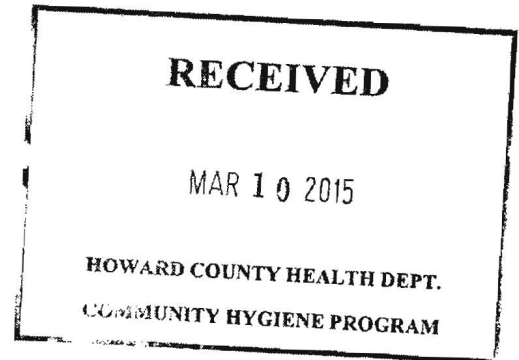 RECEIVED
MAR 10 2015
HOWARD COUNTY HEALTH DEPT.
COMMUNITY HYGIENE PROGRAM